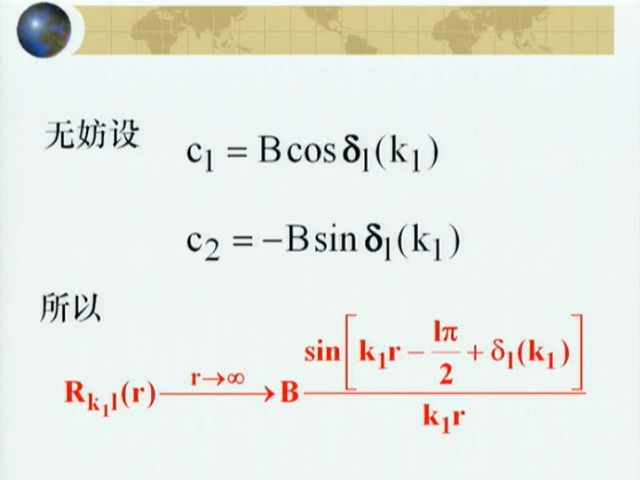 无妨设
c₁ = B cos δₗ(k₁)
c₂ = −B sin δₗ(k₁)
所以
R_{k₁l}(r) ⟶^{r→∞} B sin[k₁r − lπ/2 + δₗ(k₁)] / k₁r